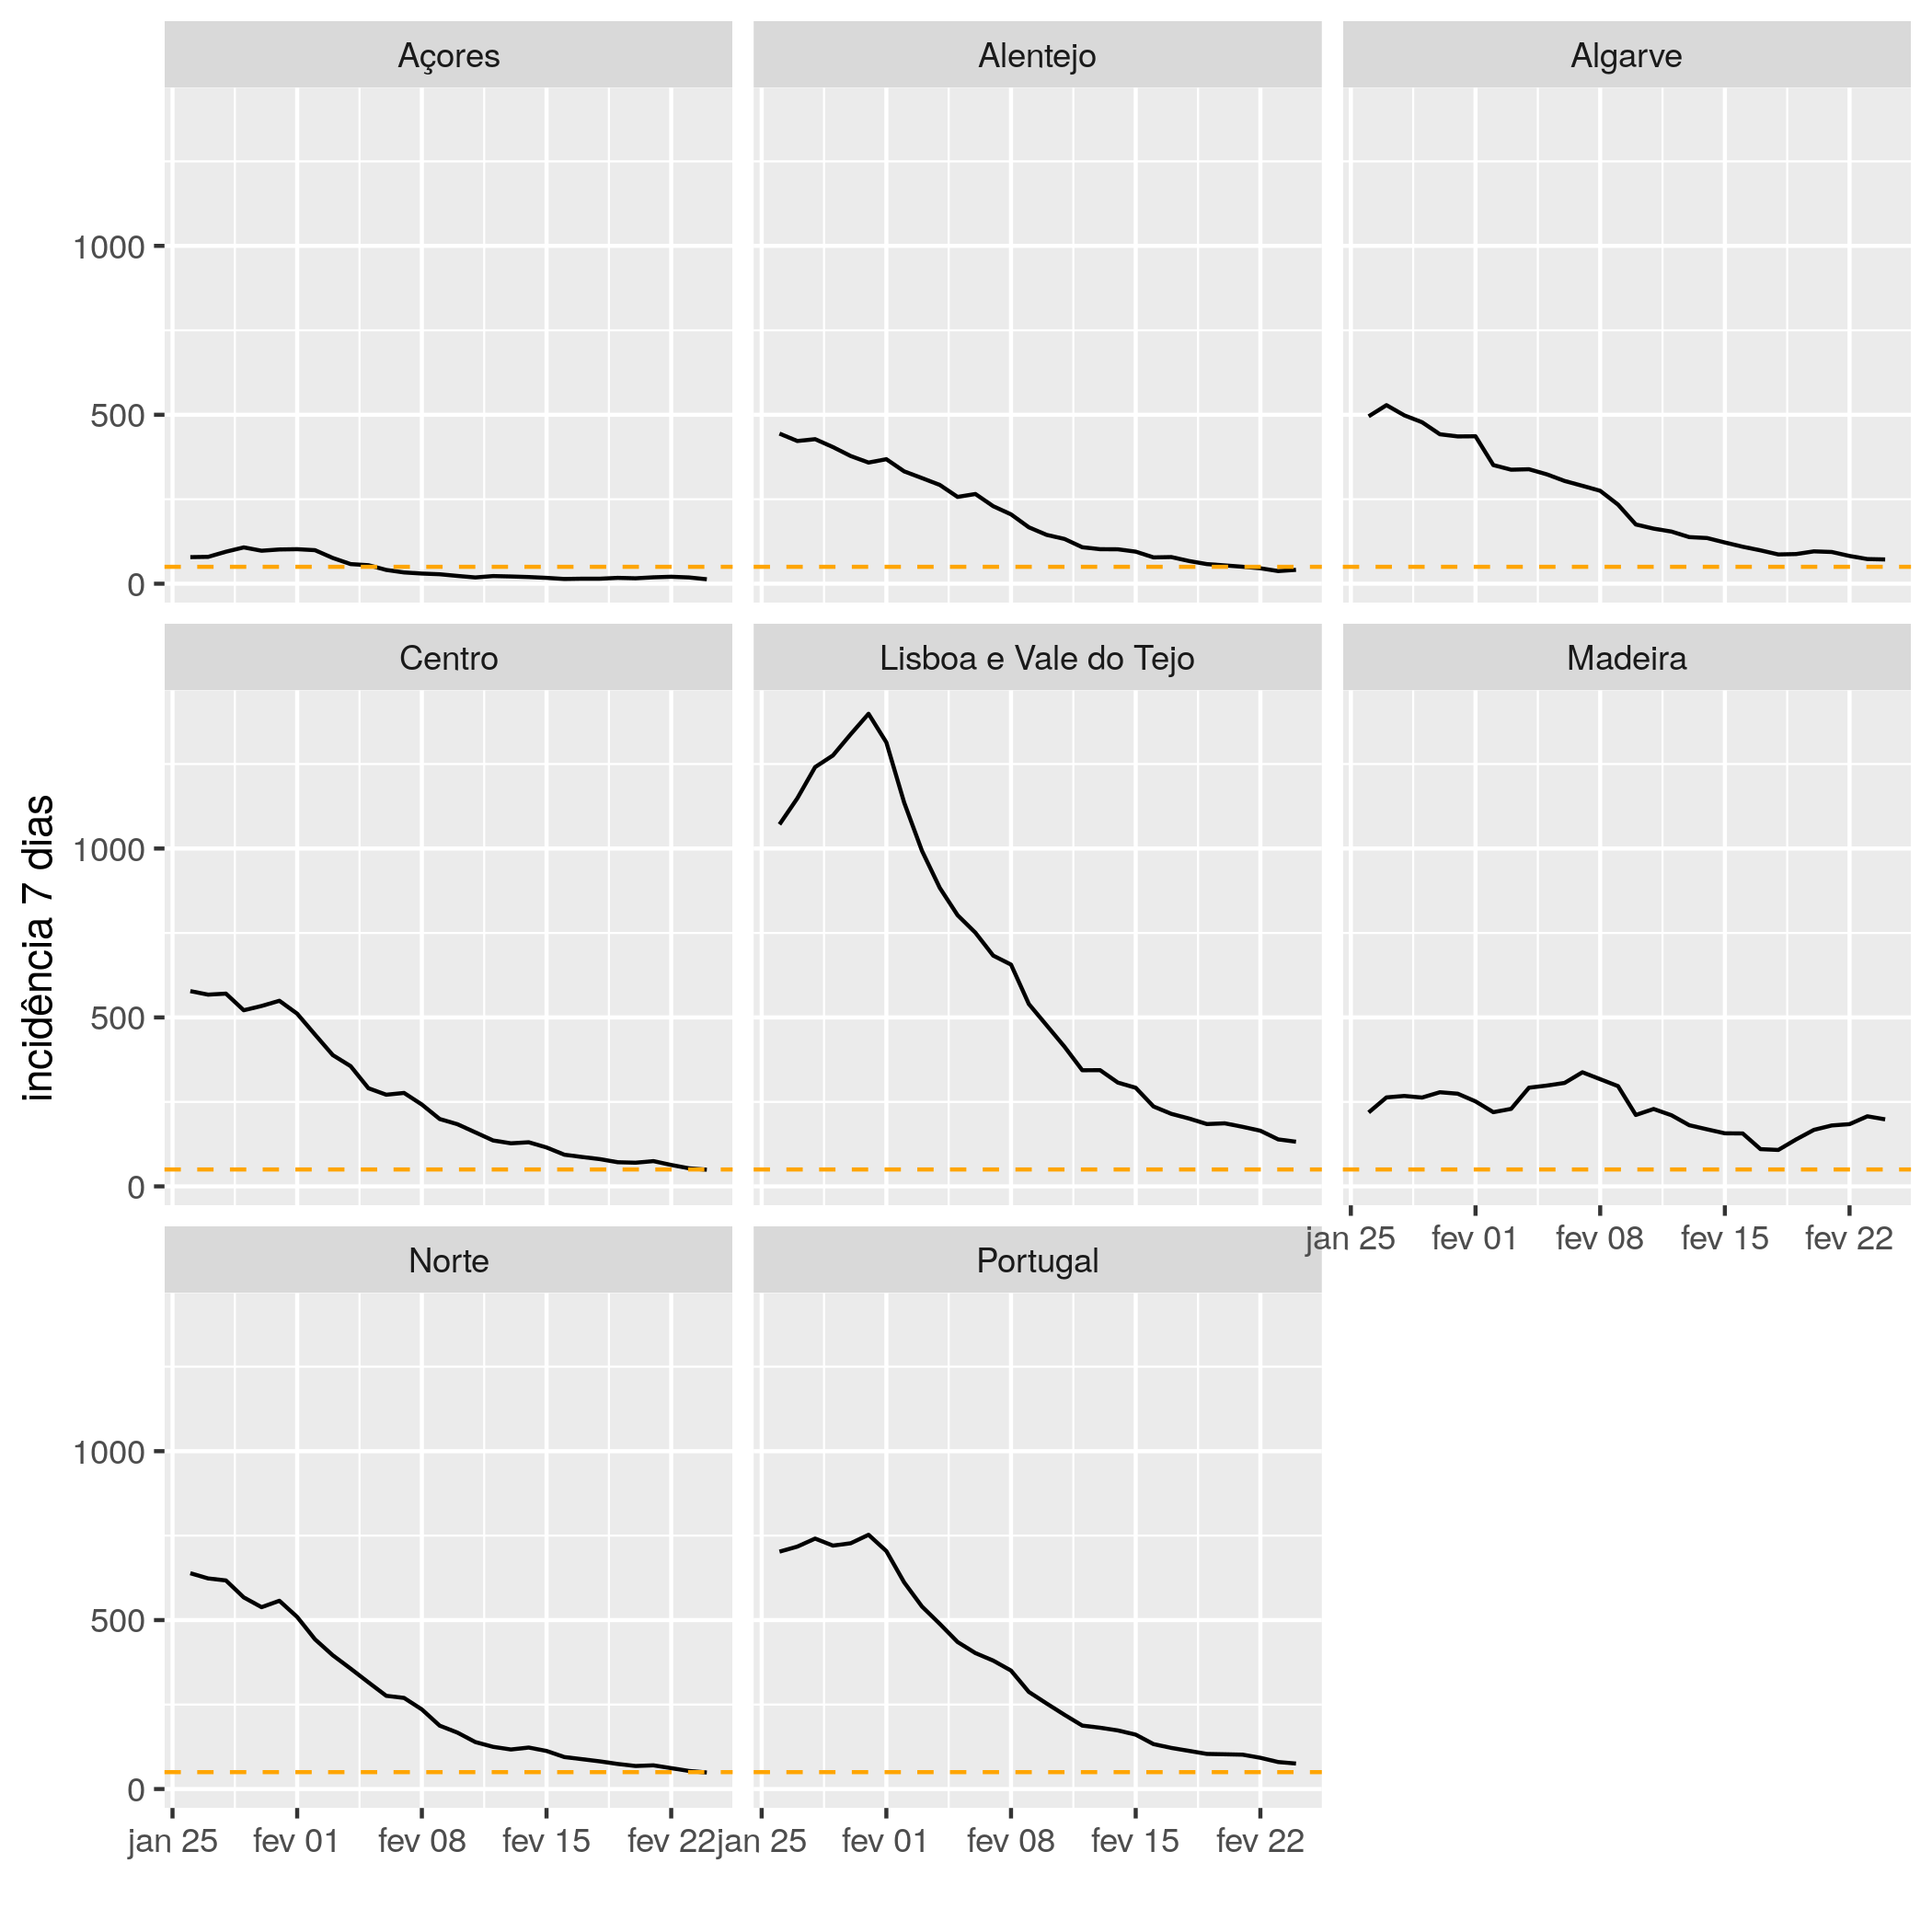 Açores
Alentejo
Algarve
1000
500
0
Centro
Lisboa e Vale do Tejo
Madeira
incidência 7 dias
1000
500
0
jan 25 fev 01 fev 08 fev 15 fev 22
Norte
Portugal
1000
500
0
jan 25 fev 01 fev 08 fev 15 fev 22
jan 25 fev 01 fev 08 fev 15 fev 22